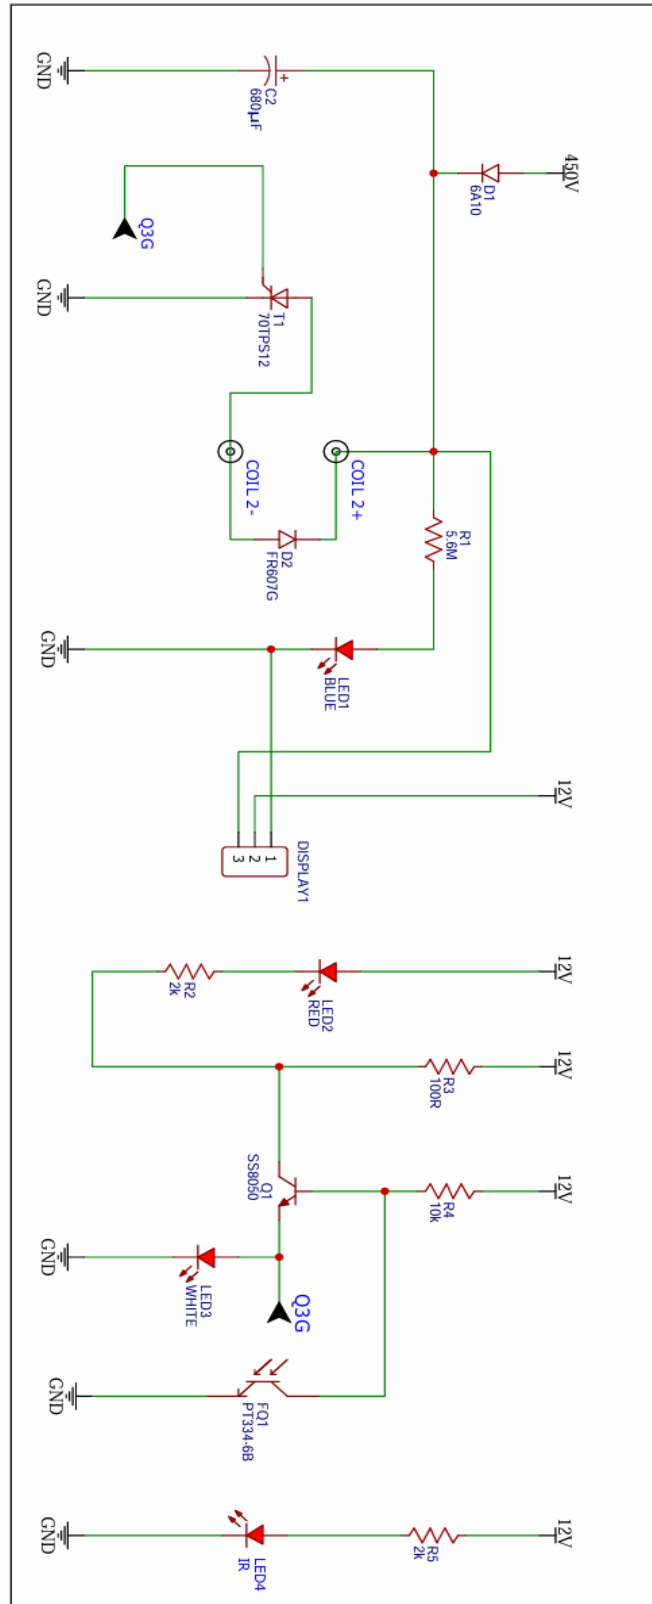 GND
C2
680µF
450V
D1
6A10
Q3G
GND
T1
70TPS12
COIL 2-
COIL 2+
D2
FR607G
R1
5.6M
GND
LED1
BLUE
12V
DISPLAY1
1
2
3
12V
LED2
RED
R2
2k
12V
R3
100R
12V
R4
10k
Q1
SS8050
Q3G
GND
LED3
WHITE
GND
FQ1
PT334-6B
12V
R5
2k
LED4
IR
GND